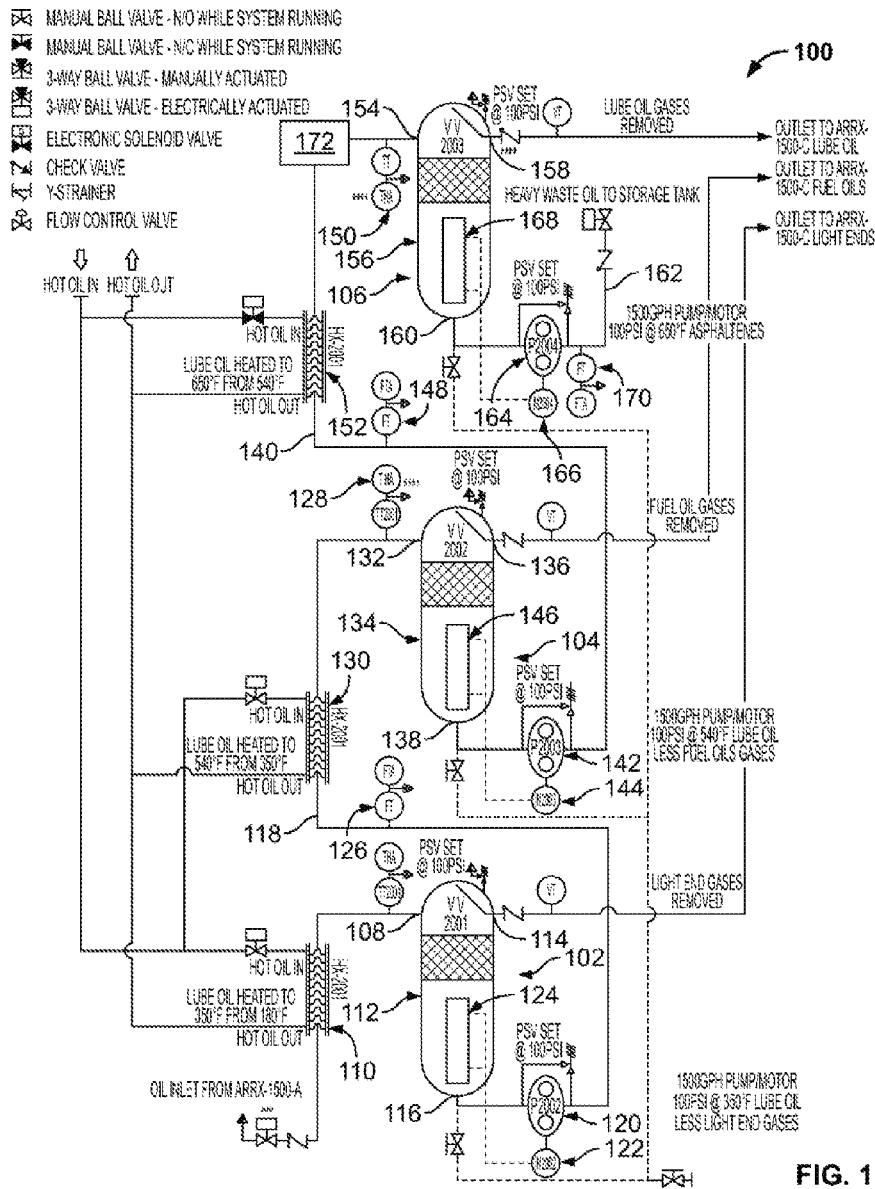 MANUAL BALL VALVE - N/O WHILE SYSTEM RUNNING
MANUAL BALL VALVE - N/C WHILE SYSTEM RUNNING
3-WAY BALL VALVE - MANUALLY ACTUATED
3-WAY BALL VALVE - ELECTRICALLY ACTUATED
ELECTRONIC SOLENOID VALVE
CHECK VALVE
Y-STRAINER
FLOW CONTROL VALVE
100
PSV SET
@ 100PSI
VT
LUBE OIL GASES
REMOVED
OUTLET TO ARRX-
1500-C LUBE OIL
OUTLET TO ARRX-
1500-C FUEL OILS
OUTLET TO ARRX-
1500-C LIGHT ENDS
154
172
VV
2003
158
150
156
168
106
160
HEAVY WASTE OIL TO STORAGE TANK
162
PSV SET
@ 100PSI
1500GPH PUMP/MOTOR
100PSI @ 650°F ASPHALTENES
P2004
164
166
170
HOT OIL IN
HOT OIL OUT
HOT OIL IN
LUBE OIL HEATED TO
650°F FROM 540°F
HOT OIL OUT
152
148
140
128
PSV SET
@ 100PSI
VT
FUEL OIL GASES
REMOVED
132
VV
2002
136
134
146
104
138
PSV SET
@ 100PSI
P2003
142
144
1500GPH PUMP/MOTOR
100PSI @ 540°F LUBE OIL
LESS FUEL OILS GASES
130
HOT OIL IN
LUBE OIL HEATED TO
540°F FROM 350°F
HOT OIL OUT
118
126
PSV SET
@ 100PSI
VT
LIGHT END GASES
REMOVED
108
VV
2001
114
102
112
124
116
HOT OIL IN
HX-2001
LUBE OIL HEATED TO
350°F FROM 180°F
HOT OIL OUT
110
OIL INLET FROM ARRX-1500-A
PSV SET
@ 100PSI
P2002
120
122
1500GPH PUMP/MOTOR
100PSI @ 350°F LUBE OIL
LESS LIGHT END GASES
FIG. 1